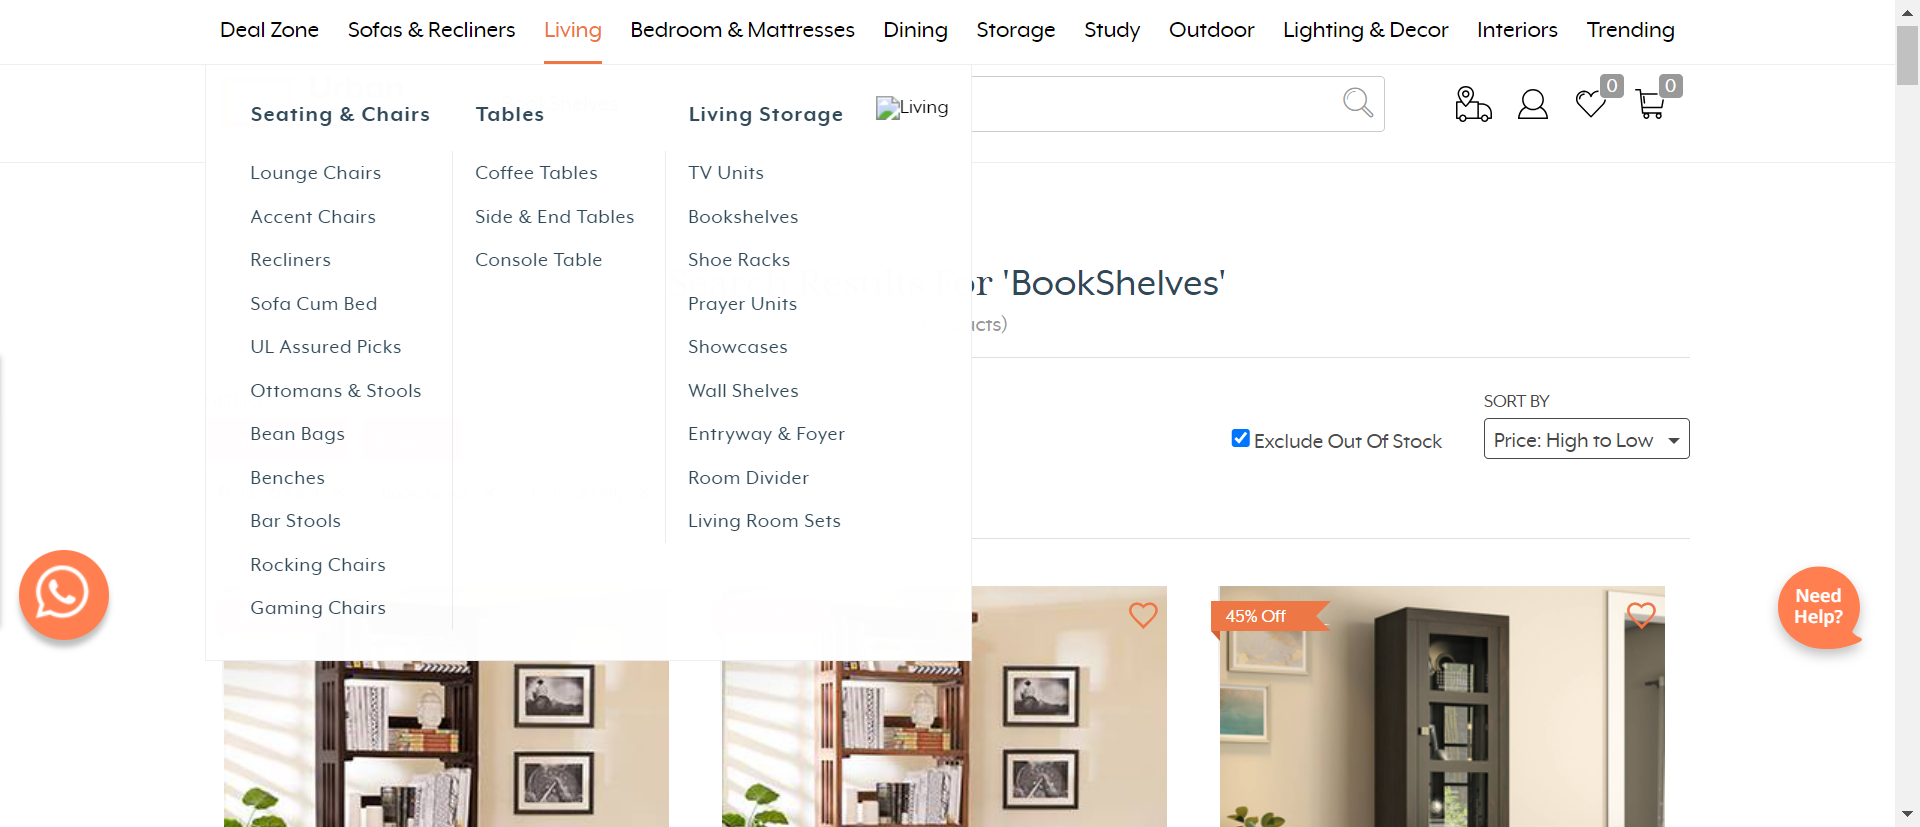 Deal Zone Sofas & Recliners Living Bedroom & Mattresses Dining Storage Study Outdoor Lighting & Decor Interiors Trending
0 0
Seating & Chairs
Lounge Chairs
Accent Chairs
Recliners
Sofa Cum Bed
UL Assured Picks
Ottomans & Stools
Bean Bags
Benches
Bar Stools
Rocking Chairs
Gaming Chairs
Tables
Coffee Tables
Side & End Tables
Console Table
Living Storage
TV Units
Bookshelves
Shoe Racks
Prayer Units
Showcases
Wall Shelves
Entryway & Foyer
Room Divider
Living Room Sets
Living
'BookShelves'
SORT BY
Exclude Out Of Stock
Price: High to Low
45% Off
Need
Help?